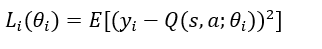 L_i(θ_i) = E[(y_i − Q(s, a; θ_i))²]